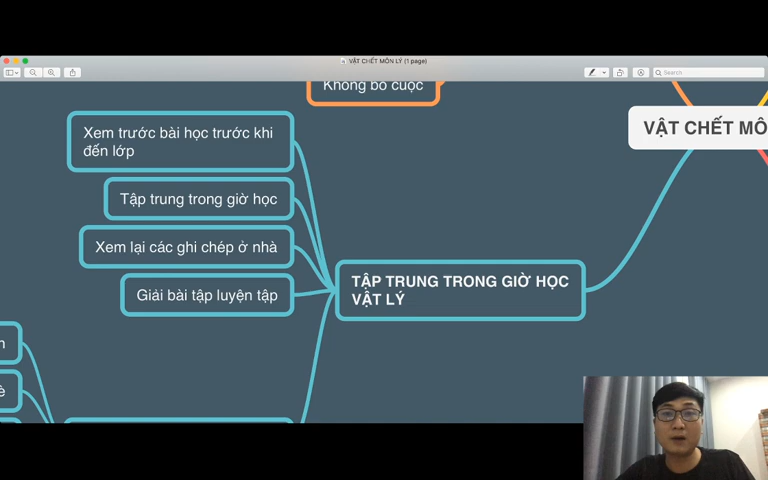 VẬT CHẾT MÔN LÝ (1 page)
Search
Không bỏ cuộc
VẬT CHẾT MÔ
Xem trước bài học trước khi
đến lớp
Tập trung trong giờ học
Xem lại các ghi chép ở nhà
Giải bài tập luyện tập
TẬP TRUNG TRONG GIỜ HỌC
VẬT LÝ